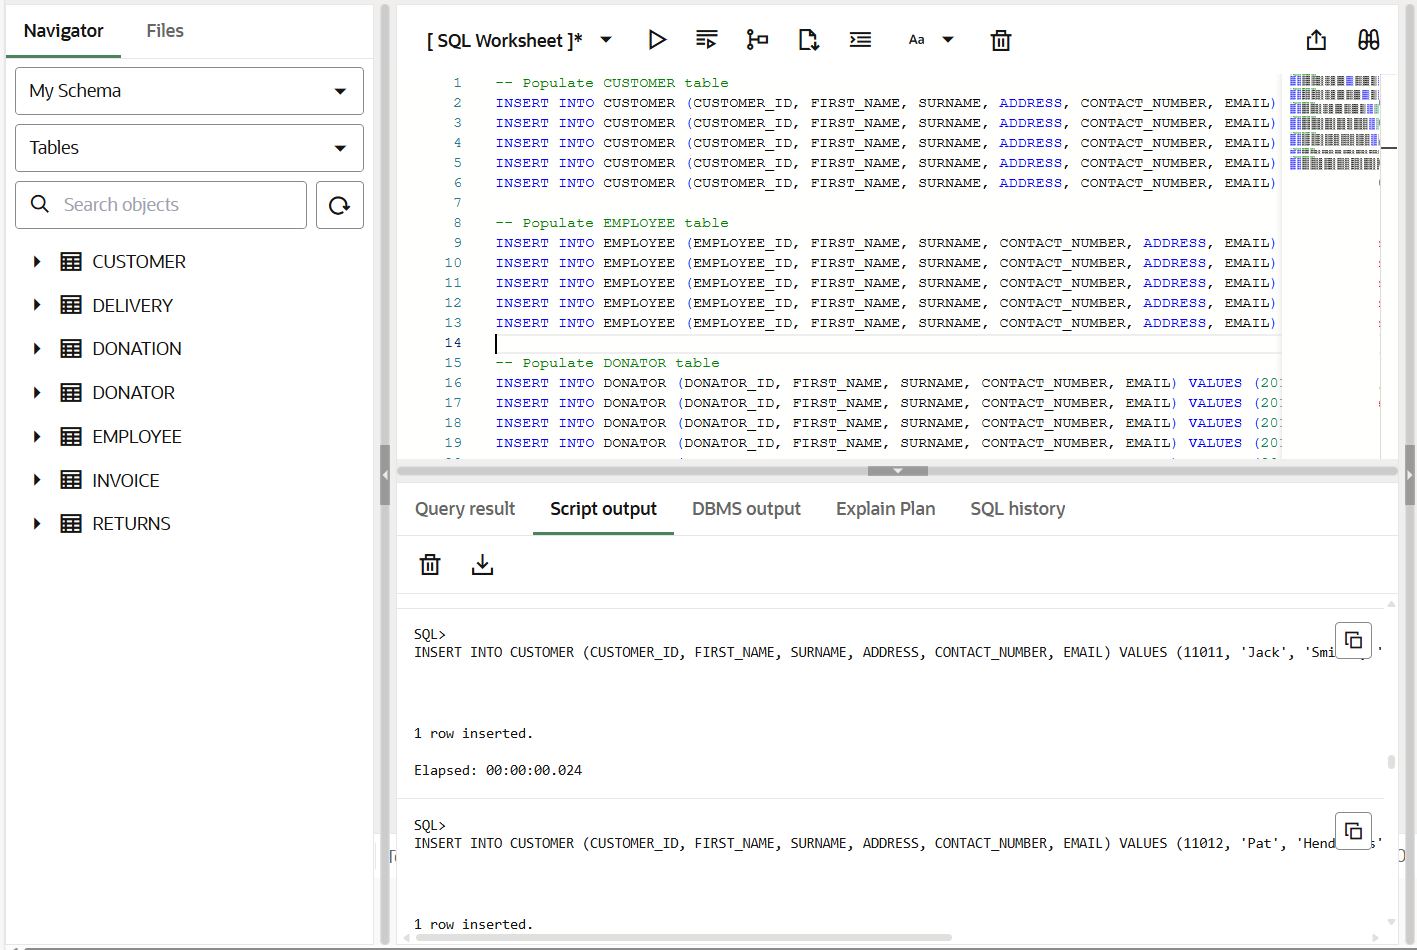 Navigator Files
My Schema
Tables
Search objects
CUSTOMER
DELIVERY
DONATION
DONATOR
EMPLOYEE
INVOICE
RETURNS
[ SQL Worksheet ]*
Aa
1 -- Populate CUSTOMER table
2 INSERT INTO CUSTOMER (CUSTOMER_ID, FIRST_NAME, SURNAME, ADDRESS, CONTACT_NUMBER, EMAIL)
3 INSERT INTO CUSTOMER (CUSTOMER_ID, FIRST_NAME, SURNAME, ADDRESS, CONTACT_NUMBER, EMAIL)
4 INSERT INTO CUSTOMER (CUSTOMER_ID, FIRST_NAME, SURNAME, ADDRESS, CONTACT_NUMBER, EMAIL)
5 INSERT INTO CUSTOMER (CUSTOMER_ID, FIRST_NAME, SURNAME, ADDRESS, CONTACT_NUMBER, EMAIL)
6 INSERT INTO CUSTOMER (CUSTOMER_ID, FIRST_NAME, SURNAME, ADDRESS, CONTACT_NUMBER, EMAIL)
7
8 -- Populate EMPLOYEE table
9 INSERT INTO EMPLOYEE (EMPLOYEE_ID, FIRST_NAME, SURNAME, CONTACT_NUMBER, ADDRESS, EMAIL)
10 INSERT INTO EMPLOYEE (EMPLOYEE_ID, FIRST_NAME, SURNAME, CONTACT_NUMBER, ADDRESS, EMAIL)
11 INSERT INTO EMPLOYEE (EMPLOYEE_ID, FIRST_NAME, SURNAME, CONTACT_NUMBER, ADDRESS, EMAIL)
12 INSERT INTO EMPLOYEE (EMPLOYEE_ID, FIRST_NAME, SURNAME, CONTACT_NUMBER, ADDRESS, EMAIL)
13 INSERT INTO EMPLOYEE (EMPLOYEE_ID, FIRST_NAME, SURNAME, CONTACT_NUMBER, ADDRESS, EMAIL)
14
15 -- Populate DONATOR table
16 INSERT INTO DONATOR (DONATOR_ID, FIRST_NAME, SURNAME, CONTACT_NUMBER, EMAIL) VALUES (20
17 INSERT INTO DONATOR (DONATOR_ID, FIRST_NAME, SURNAME, CONTACT_NUMBER, EMAIL) VALUES (20
18 INSERT INTO DONATOR (DONATOR_ID, FIRST_NAME, SURNAME, CONTACT_NUMBER, EMAIL) VALUES (20
19 INSERT INTO DONATOR (DONATOR_ID, FIRST_NAME, SURNAME, CONTACT_NUMBER, EMAIL) VALUES (20
Query result Script output DBMS output Explain Plan SQL history
SQL>
INSERT INTO CUSTOMER (CUSTOMER_ID, FIRST_NAME, SURNAME, ADDRESS, CONTACT_NUMBER, EMAIL) VALUES (11011, 'Jack', 'Smi
1 row inserted.
Elapsed: 00:00:00.024
SQL>
INSERT INTO CUSTOMER (CUSTOMER_ID, FIRST_NAME, SURNAME, ADDRESS, CONTACT_NUMBER, EMAIL) VALUES (11012, 'Pat', 'Hend
1 row inserted.